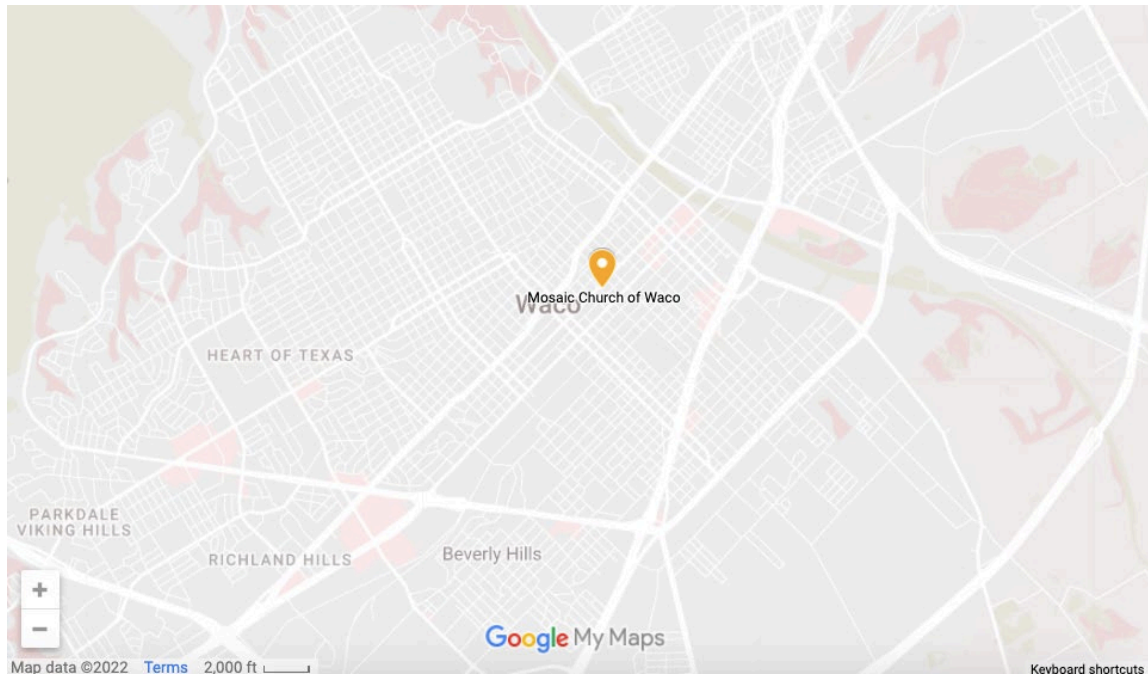 Mosaic Church of Waco
Waco
HEART OF TEXAS
PARKDALE
VIKING HILLS
RICHLAND HILLS
Beverly Hills
+
−
Google My Maps
Map data ©2022 Terms 2,000 ft
Keyboard shortcuts